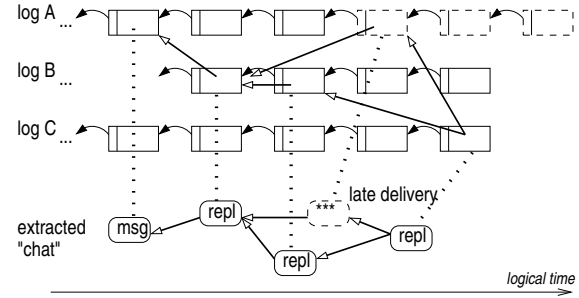 log A ...
log B ...
log C ...
*** late delivery
repl
msg
extracted
"chat"
repl
repl
logical time